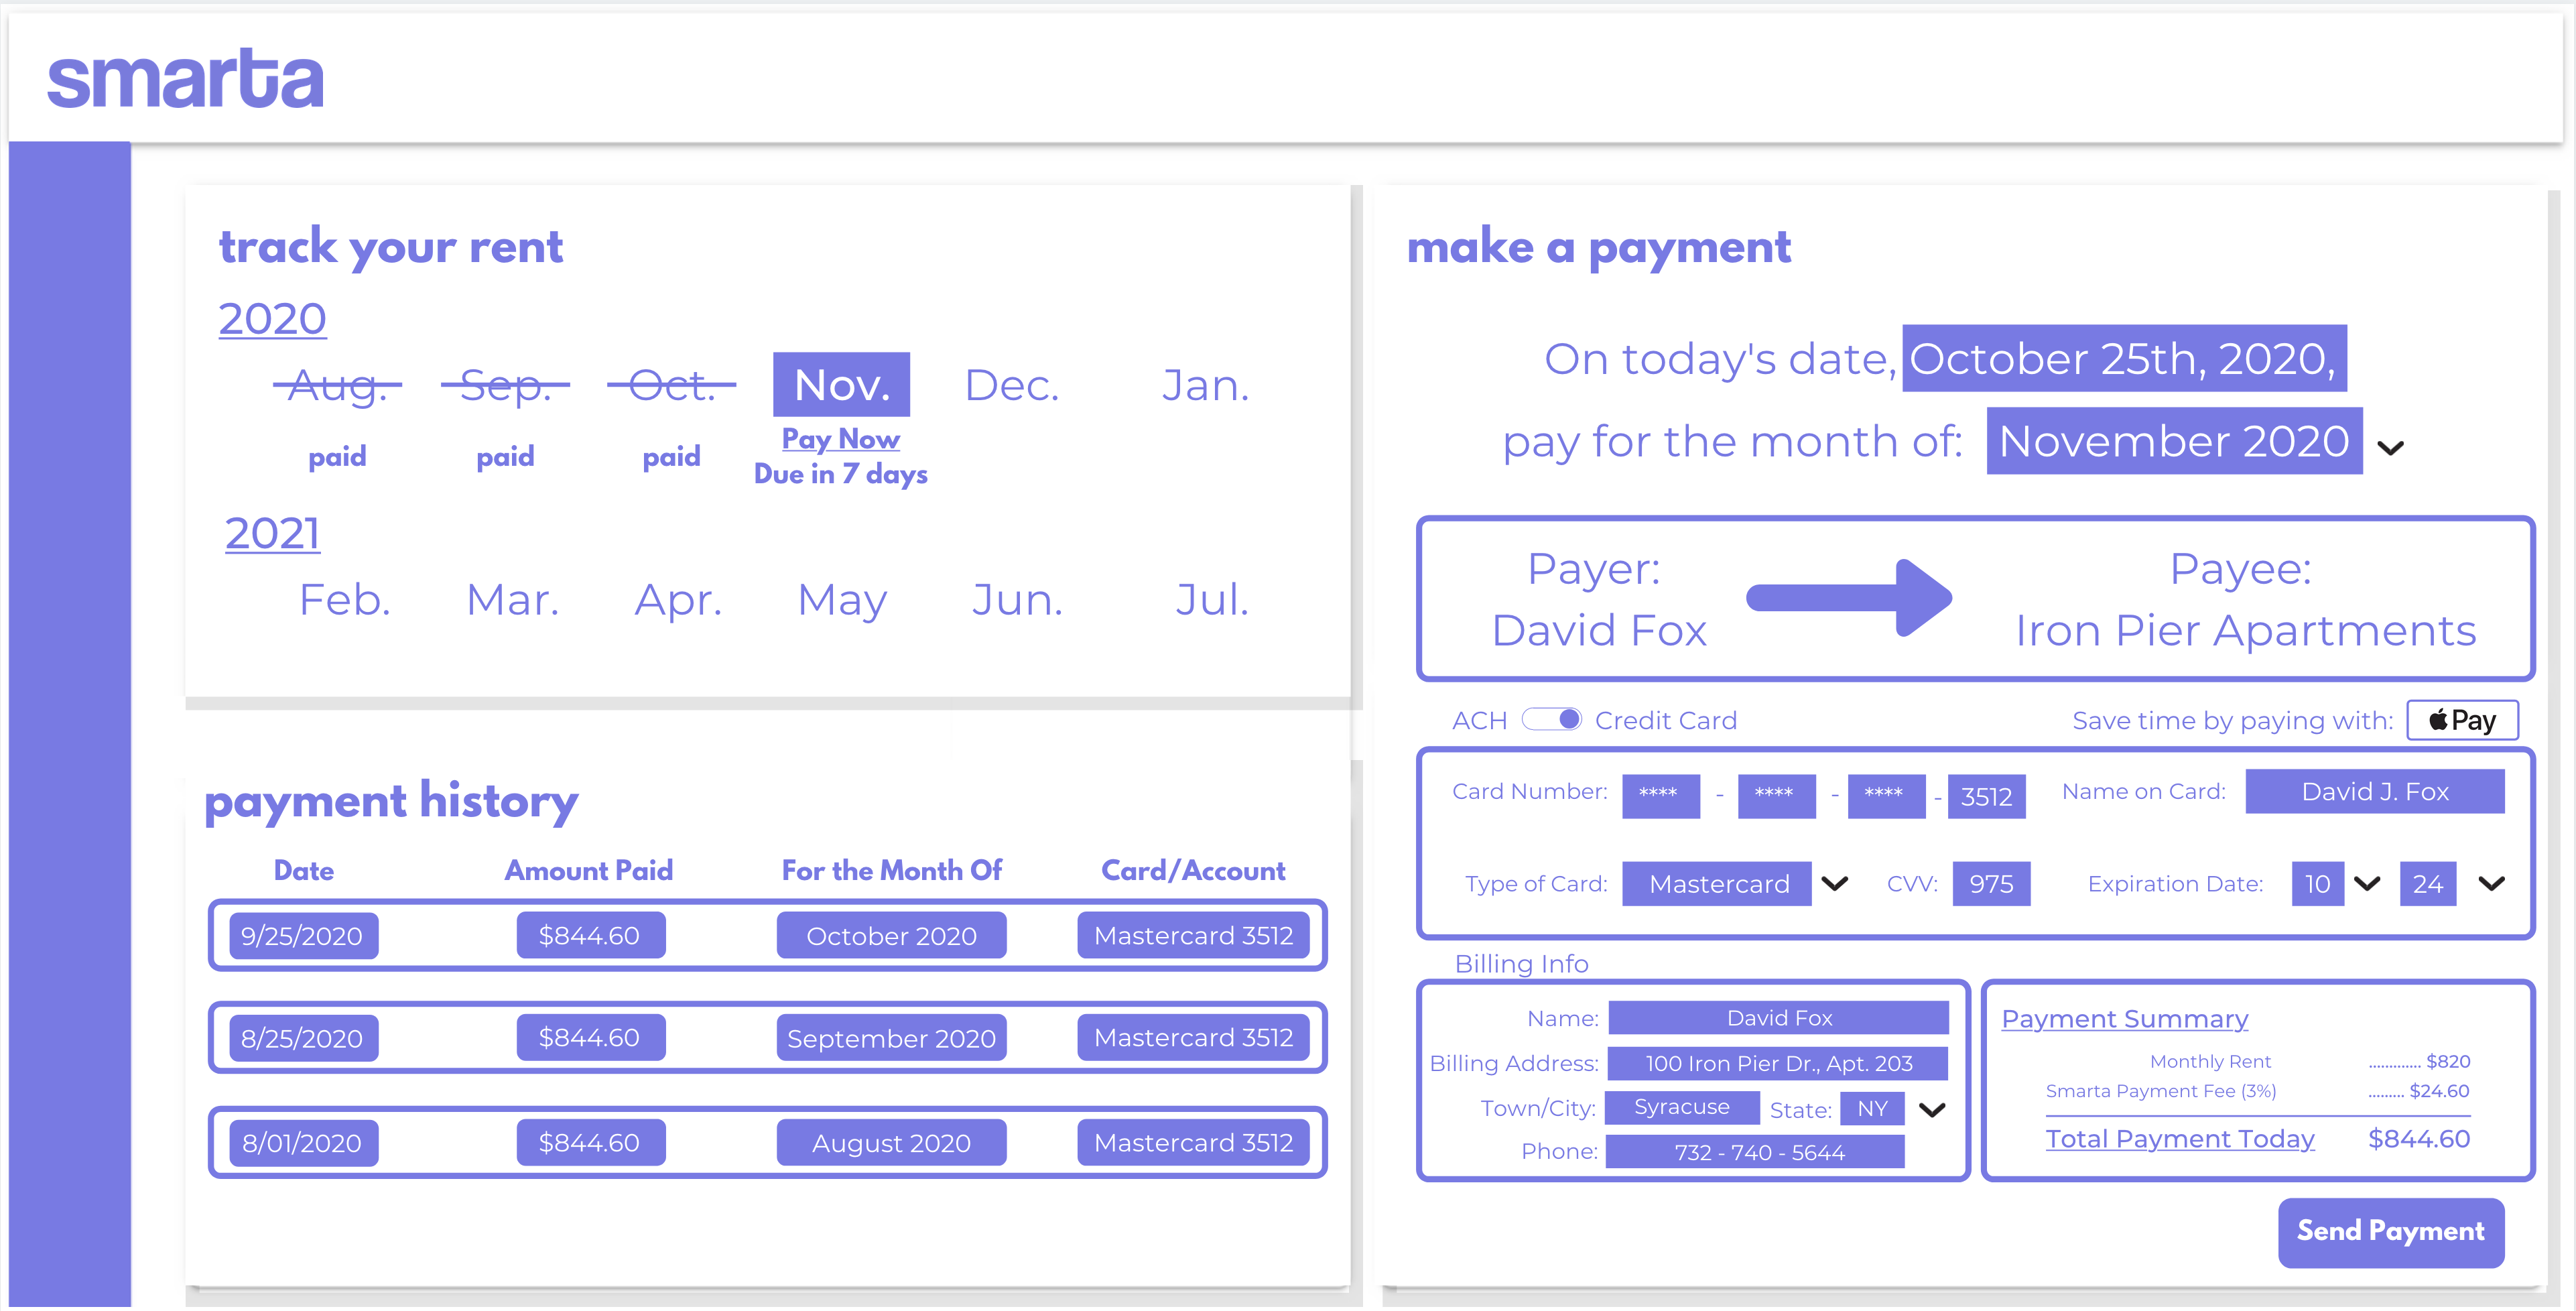 smarta
track your rent
2020
Aug. Sep. Oct. Nov. Dec. Jan.
paid paid paid Pay Now
Due in 7 days
2021
Feb. Mar. Apr. May Jun. Jul.
payment history
Date Amount Paid For the Month Of Card/Account
9/25/2020 $844.60 October 2020 Mastercard 3512
8/25/2020 $844.60 September 2020 Mastercard 3512
8/01/2020 $844.60 August 2020 Mastercard 3512
make a payment
On today's date, October 25th, 2020,
pay for the month of: November 2020
Payer: Payee:
David Fox Iron Pier Apartments
ACH Credit Card Save time by paying with: Pay
Card Number: **** - **** - **** - 3512 Name on Card: David J. Fox
Type of Card: Mastercard CVV: 975 Expiration Date: 10 24
Billing Info
Name: David Fox
Billing Address: 100 Iron Pier Dr., Apt. 203
Town/City: Syracuse State: NY
Phone: 732 - 740 - 5644
Payment Summary
Monthly Rent ............. $820
Smarta Payment Fee (3%) ......... $24.60
Total Payment Today $844.60
Send Payment